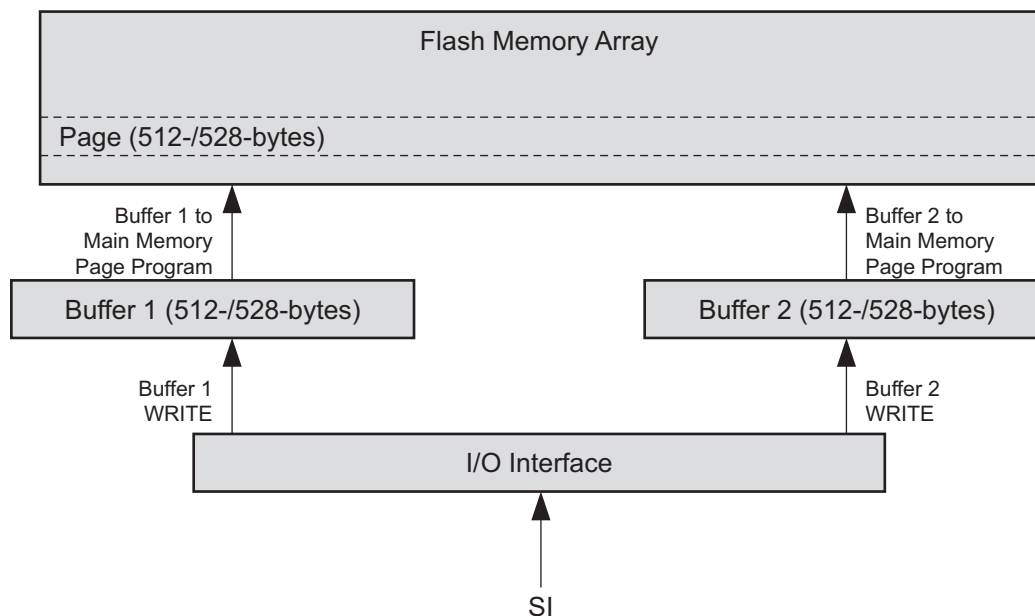 Flash Memory Array
Page (512-/528-bytes)
Buffer 1 to
Main Memory
Page Program
Buffer 2 to
Main Memory
Page Program
Buffer 1 (512-/528-bytes)
Buffer 2 (512-/528-bytes)
Buffer 1
WRITE
Buffer 2
WRITE
I/O Interface
SI